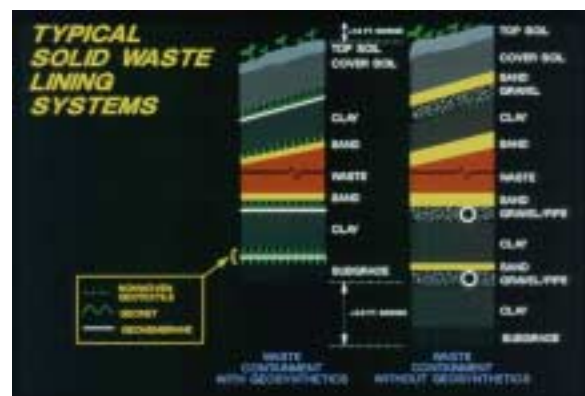 TYPICAL
SOLID WASTE
LINING
SYSTEMS
TOP SOIL
COVER SOIL
CLAY
SAND
WASTE
SAND
CLAY
SUBGRADE
TOP SOIL
COVER SOIL
SAND
GRAVEL
CLAY
SAND
WASTE
SAND
GRAVEL/PIPE
CLAY
SAND
GRAVEL/PIPE
CLAY
SUBGRADE
NONWOVEN
GEOTEXTILE
GEONET
GEOMEMBRANE
WASTE
CONTAINMENT
WITH GEOSYNTHETICS
WASTE
CONTAINMENT
WITHOUT GEOSYNTHETICS